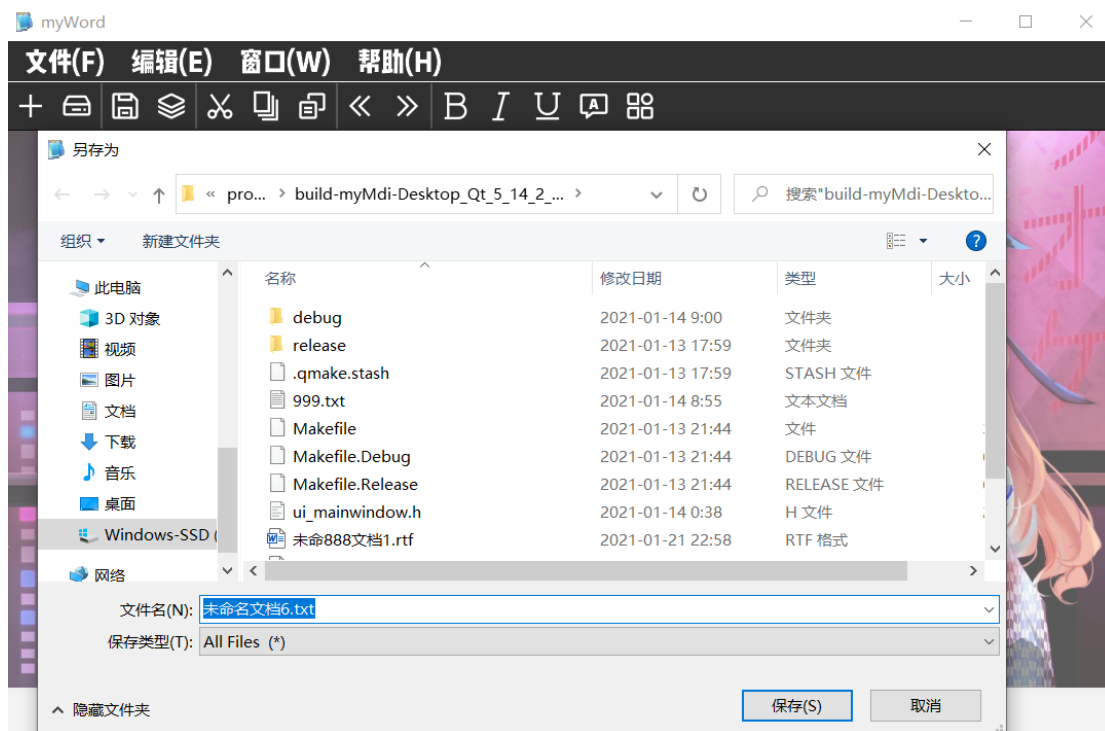 myWord
文件(F) 编辑(E) 窗口(W) 帮助(H)
B I U A
另存为
« pro... › build-myMdi-Desktop_Qt_5_14_2_... ›
搜索"build-myMdi-Deskto...
组织 新建文件夹
?
名称 修改日期 类型 大小
此电脑
3D 对象
视频
图片
文档
下载
音乐
桌面
Windows-SSD (
网络
debug 2021-01-14 9:00 文件夹
release 2021-01-13 17:59 文件夹
.qmake.stash 2021-01-13 17:59 STASH 文件
999.txt 2021-01-14 8:55 文本文档
Makefile 2021-01-13 21:44 文件
Makefile.Debug 2021-01-13 21:44 DEBUG 文件
Makefile.Release 2021-01-13 21:44 RELEASE 文件
ui_mainwindow.h 2021-01-14 0:38 H 文件
未命888文档1.rtf 2021-01-21 22:58 RTF 格式
文件名(N): 未命名文档6.txt
保存类型(T): All Files (*)
隐藏文件夹
保存(S) 取消